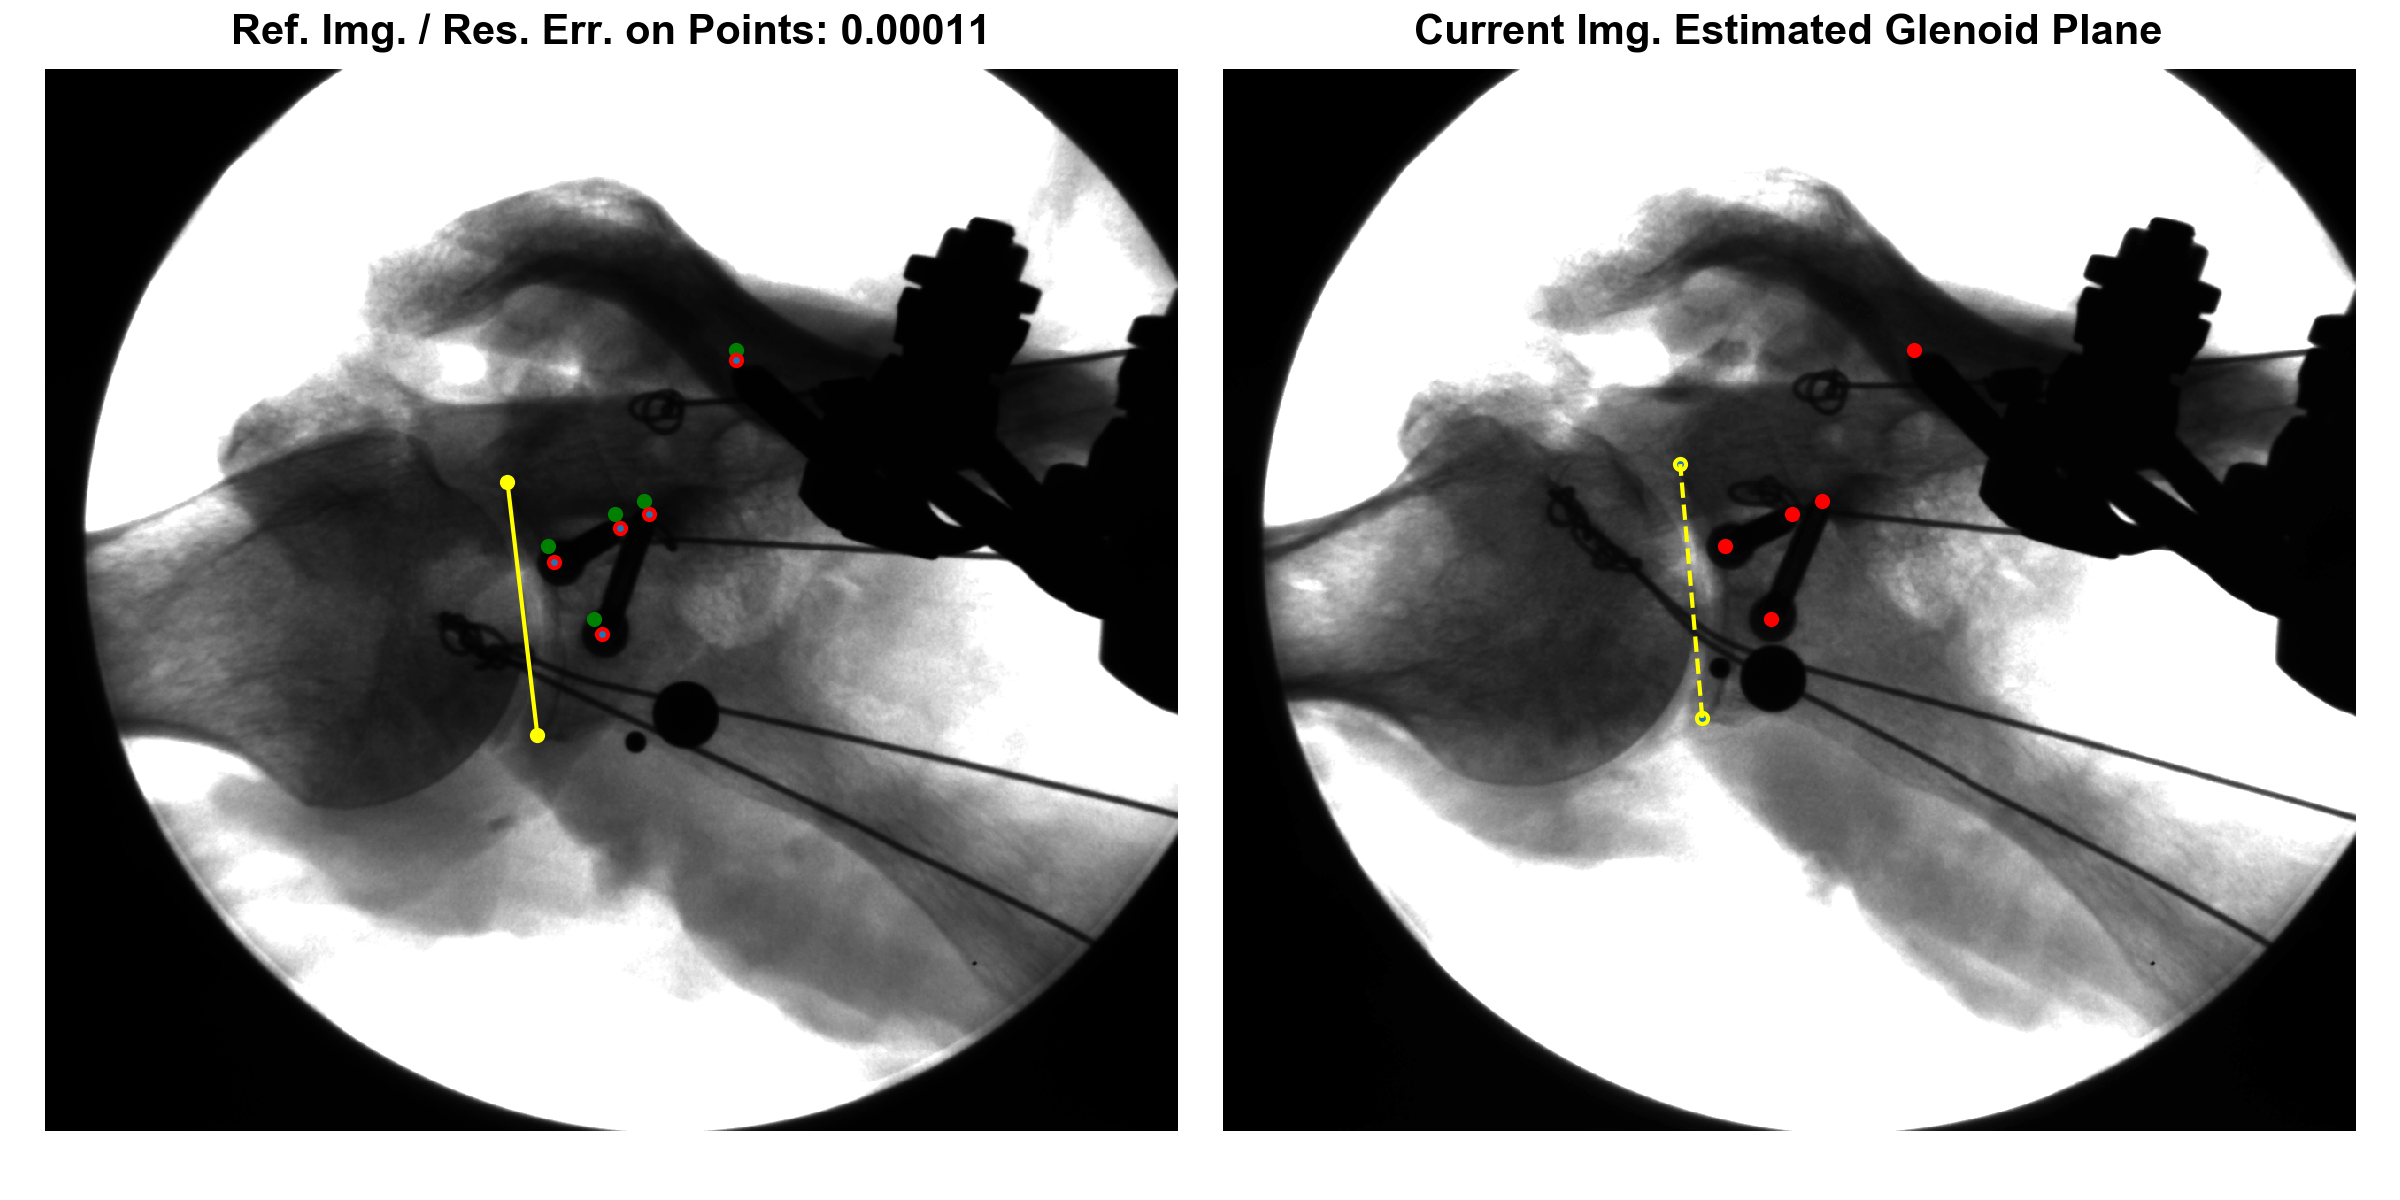 Ref. Img. / Res. Err. on Points: 0.00011
Current Img. Estimated Glenoid Plane